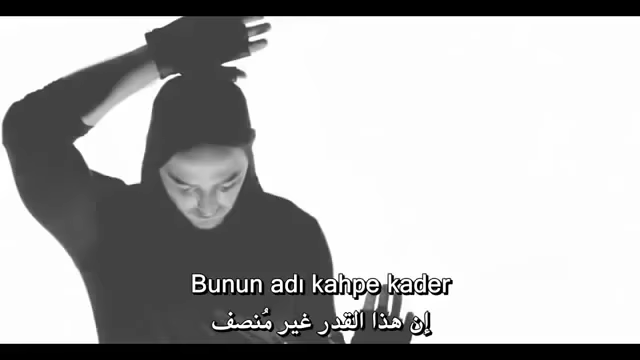 Bunun adı kahpe kader
إن هذا القدر غير مُنصف